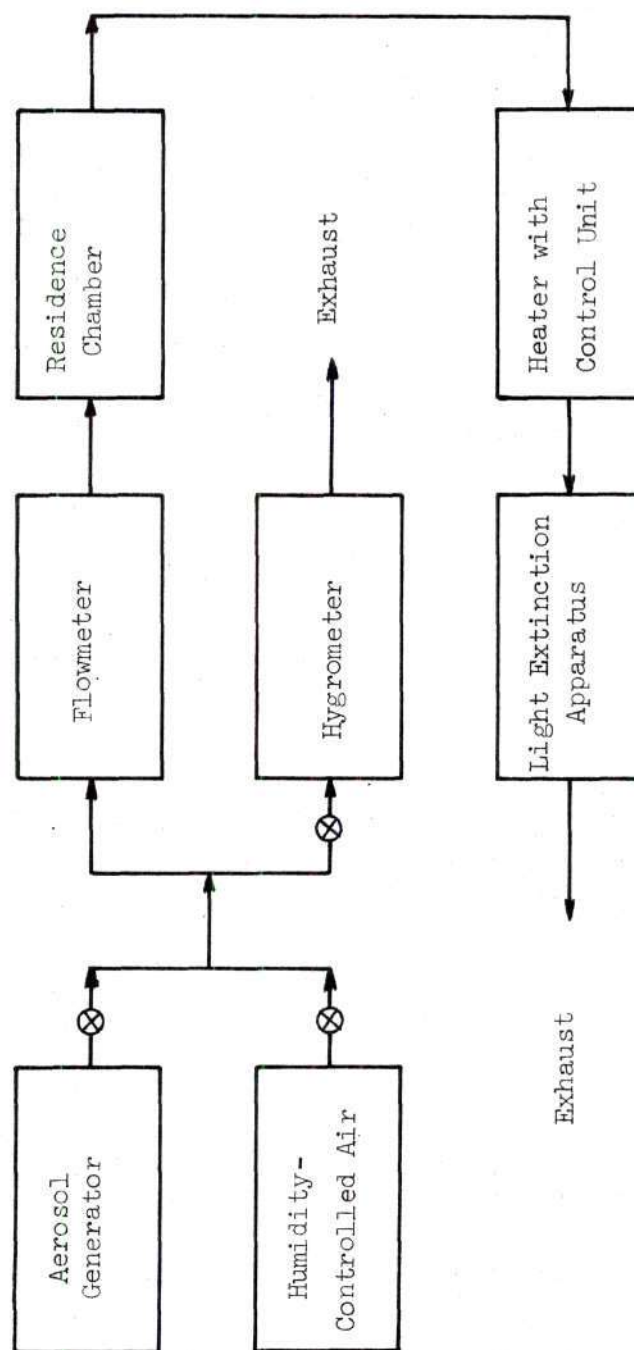 Aerosol
Generator
Humidity-
Controlled Air
Flowmeter
Hygrometer
Residence
Chamber
Exhaust
Heater with
Control Unit
Light Extinction
Apparatus
Exhaust